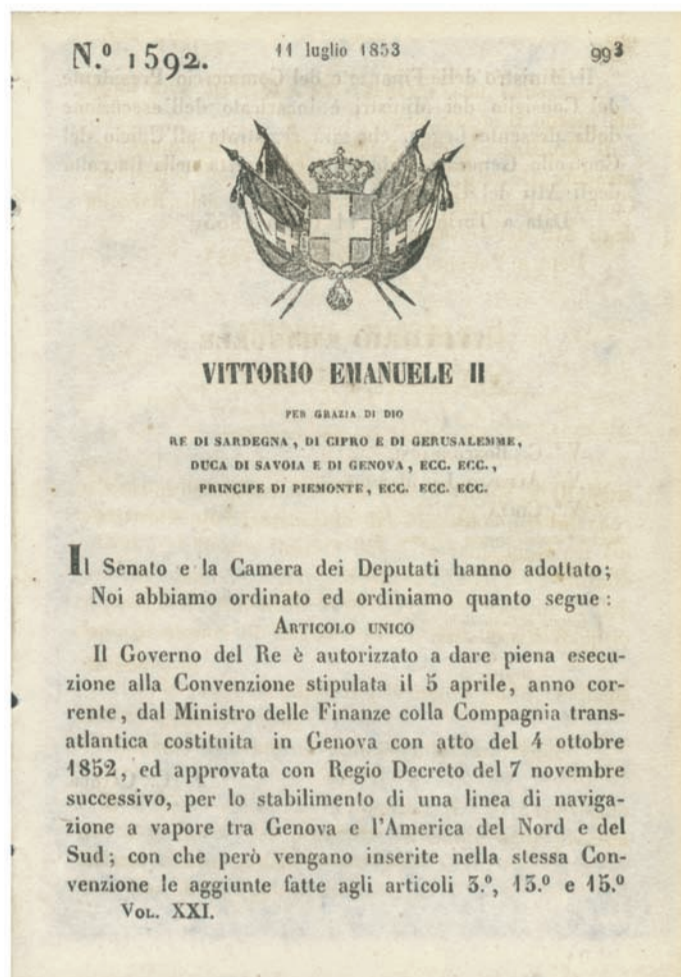 N.º 1592.
11 luglio 1853
993
VITTORIO EMANUELE II
PER GRAZIA DI DIO
RE DI SARDEGNA, DI CIPRO E DI GERUSALEMME,
DUCA DI SAVOIA E DI GENOVA, ECC. ECC.,
PRINCIPE DI PIEMONTE, ECC. ECC. ECC.
Il Senato e la Camera dei Deputati hanno adottato;
Noi abbiamo ordinato ed ordiniamo quanto segue:
ARTICOLO UNICO
Il Governo del Re è autorizzato a dare piena esecu-
zione alla Convenzione stipulata il 5 aprile, anno cor-
rente, dal Ministro delle Finanze colla Compagnia trans-
atlantica costituita in Genova con atto del 4 ottobre
1852, ed approvata con Regio Decreto del 7 novembre
successivo, per lo stabilimento di una linea di naviga-
zione a vapore tra Genova e l'America del Nord e del
Sud; con che però vengano inserite nella stessa Con-
venzione le aggiunte fatte agli articoli 3.º, 13.º e 15.º
VOL. XXI.